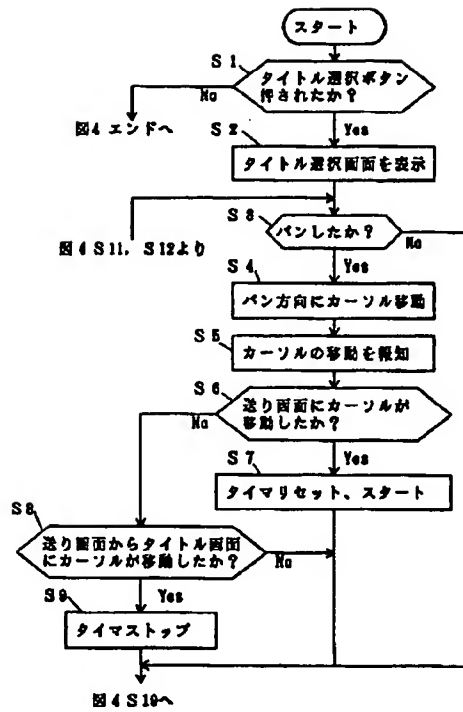 スタート
S1
タイトル選択ボタン
押されたか?
No
Yes
図4 エンドへ
S2
タイトル選択画面を表示
S3
パンしたか?
No
図4 S11, S12より
Yes
S4
パン方向にカーソル移動
S5
カーソルの移動を報知
S6
送り画面にカーソルが
移動したか?
No
Yes
S7
タイマリセット、スタート
S8
送り画面からタイトル画面
にカーソルが移動したか?
No
Yes
S9
タイマストップ
図4 S10へ